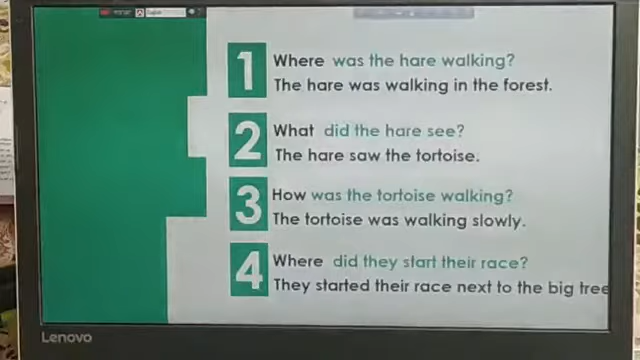 1
Where was the hare walking?
The hare was walking in the forest.
2
What did the hare see?
The hare saw the tortoise.
3
How was the tortoise walking?
The tortoise was walking slowly.
4
Where did they start their race?
They started their race next to the big tree
Lenovo